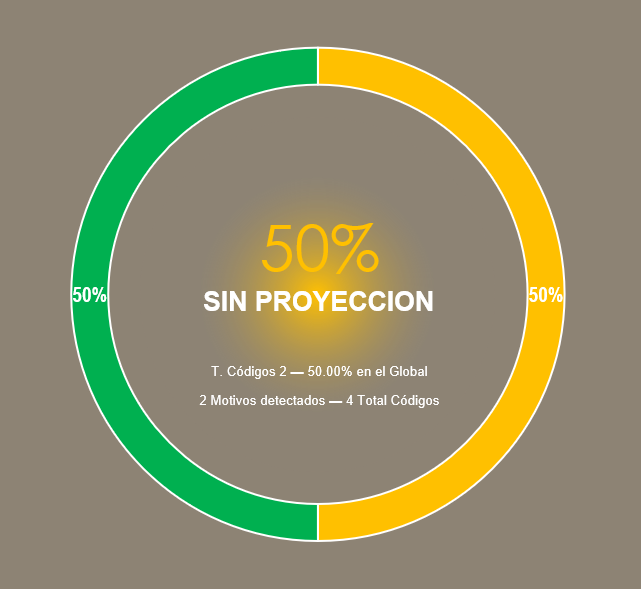 50%
SIN PROYECCION
50%
50%
T. Códigos 2 — 50.00% en el Global
2 Motivos detectados — 4 Total Códigos